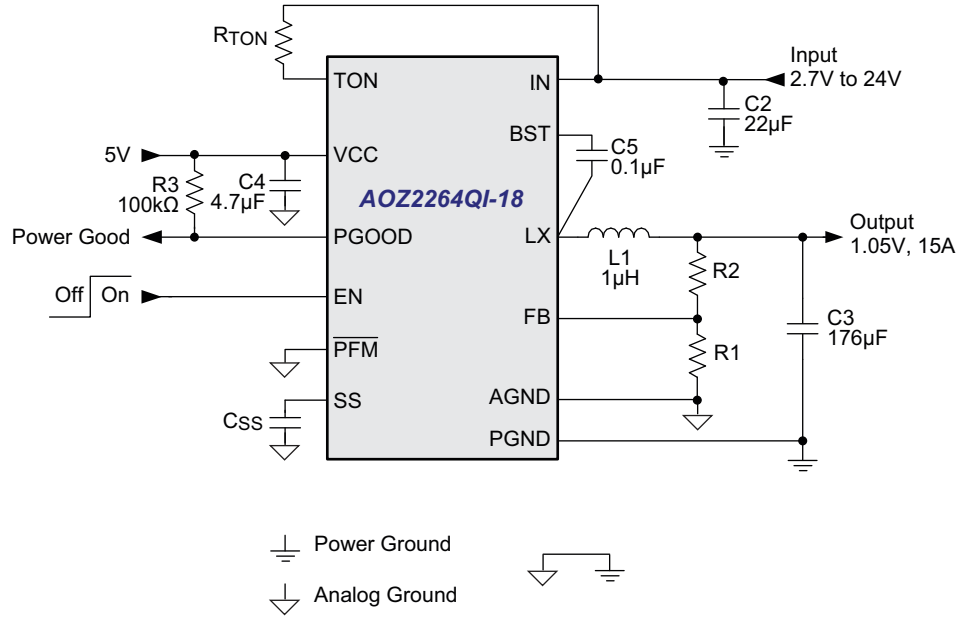 RTON
TON
IN
Input
2.7V to 24V
C2
22µF
BST
C5
0.1µF
5V
VCC
R3
100kΩ
C4
4.7µF
AOZ2264QI-18
Power Good
PGOOD
LX
L1
1µH
Output
1.05V, 15A
R2
Off
On
EN
FB
C3
176µF
R1
PFM
SS
CSS
AGND
PGND
Power Ground
Analog Ground